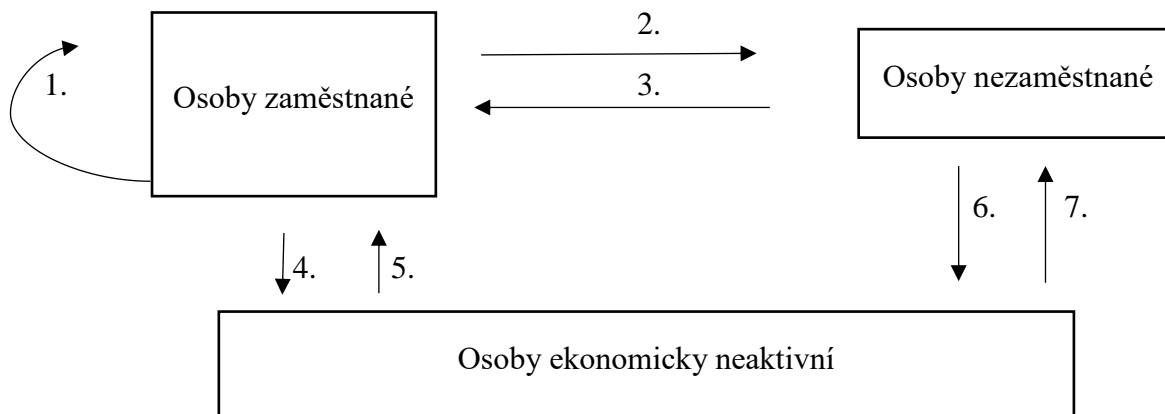 2.
1.
Osoby zaměstnané
3.
Osoby nezaměstnané
4.
5.
6.
7.
Osoby ekonomicky neaktivní